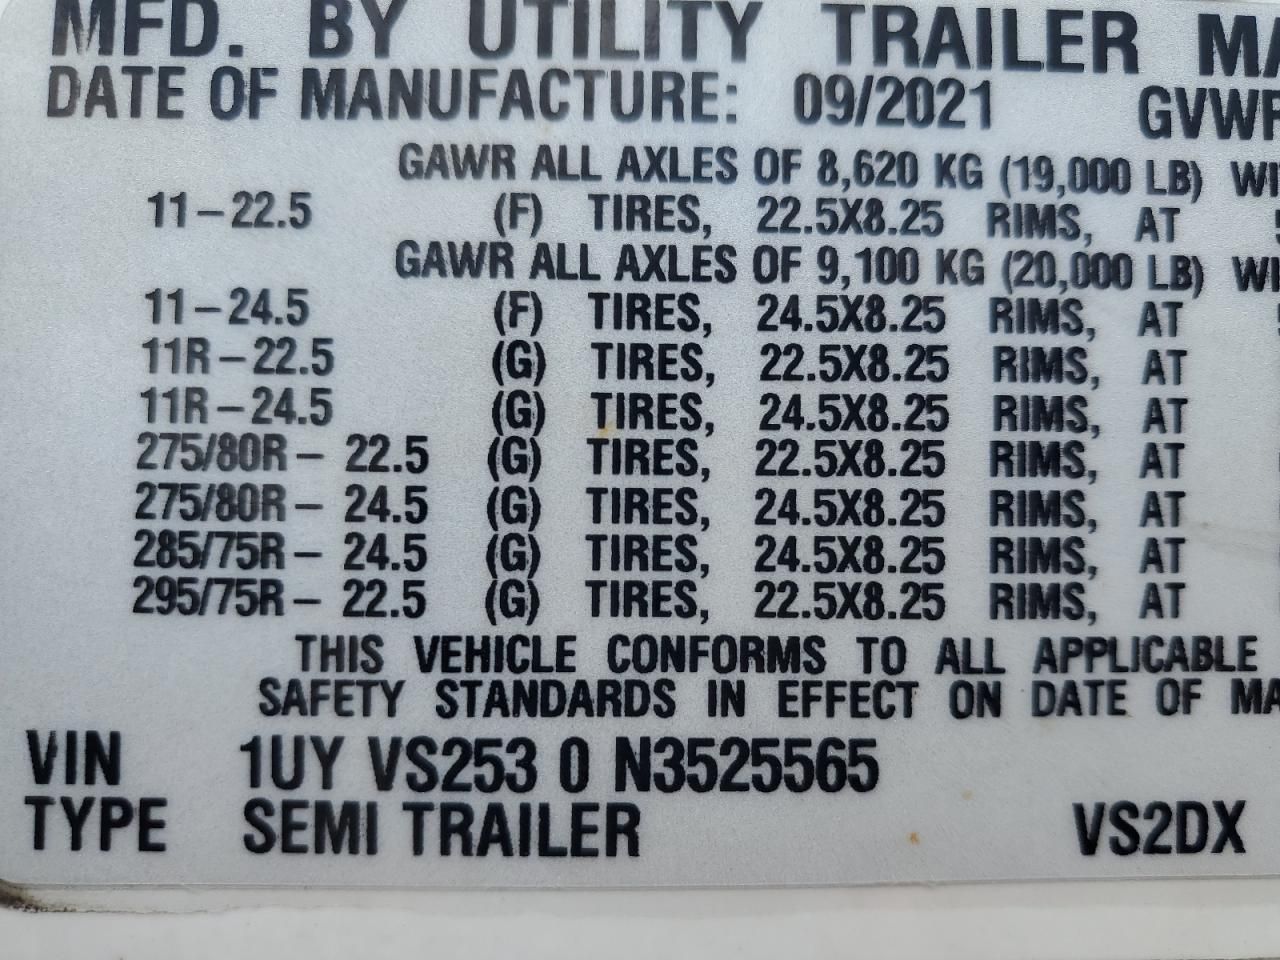 MFD. BY UTILITY TRAILER
DATE OF MANUFACTURE: 09/2021
GAWR ALL AXLES OF 8,620 KG (19,000 LB)
11-22.5 (F) TIRES, 22.5X8.25 RIMS, AT
GAWR ALL AXLES OF 9,100 KG (20,000 LB)
11-24.5 (F) TIRES, 24.5X8.25 RIMS, AT
11R-22.5 (G) TIRES, 22.5X8.25 RIMS, AT
11R-24.5 (G) TIRES, 24.5X8.25 RIMS, AT
275/80R- 22.5 (G) TIRES, 22.5X8.25 RIMS, AT
275/80R- 24.5 (G) TIRES, 24.5X8.25 RIMS, AT
285/75R- 24.5 (G) TIRES, 24.5X8.25 RIMS, AT
295/75R- 22.5 (G) TIRES, 22.5X8.25 RIMS, AT
THIS VEHICLE CONFORMS TO ALL APPLICABLE
SAFETY STANDARDS IN EFFECT ON DATE OF
VIN 1UY VS253 0 N3525565
TYPE SEMI TRAILER VS2DX